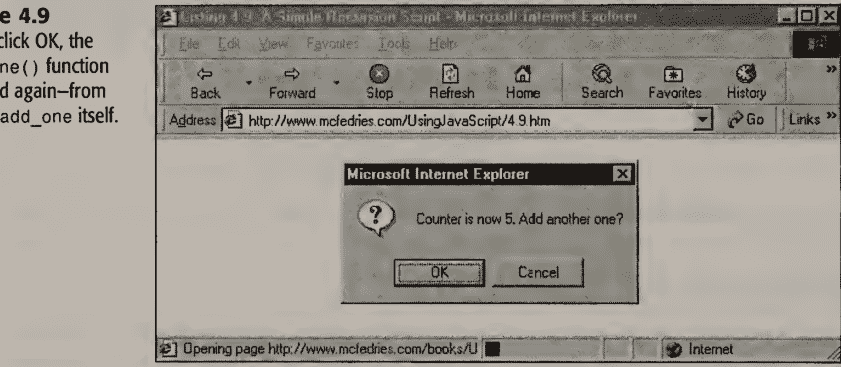 e 4.9
click OK, the
ne() function
d again—from
add_one itself.
Listing 4.9. A Simple Recursion Script - Microsoft Internet Explorer
File Edit View Favorites Tools Help
Back Forward Stop Refresh Home Search Favorites History »
Address http://www.mcfedries.com/UsingJavaScript/4.9.htm Go Links »
Microsoft Internet Explorer
Counter is now 5. Add another one?
OK Cancel
Opening page http://www.mcfedries.com/books/U Internet